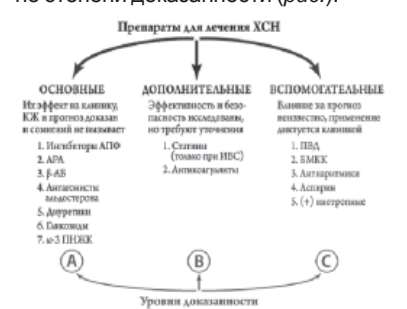 по степени доказанности (рис.).
Препараты для лечения ХСН
ОСНОВНЫЕ
Их эффект на клинику,
КЖ и прогноз доказан
и сомнений не вызывает
1. Ингибиторы АПФ
2. АРА
3. β-АБ
4. Антагонисты
альдостерона
5. Диуретики
6. Гликозиды
7. ω-3 ПНЖК
A
ДОПОЛНИТЕЛЬНЫЕ
Эффективность и безо-
пасность исследованы,
но требуют уточнения
1. Статины
(только при ИБС)
2. Антикоагулянты
B
ВСПОМОГАТЕЛЬНЫЕ
Влияние на прогноз
неизвестно, применение
диктуется клиникой
1. ПВД
2. БМКК
3. Антиаритмики
4. Аспирин
5. (+) инотропные
C
Уровни доказанности